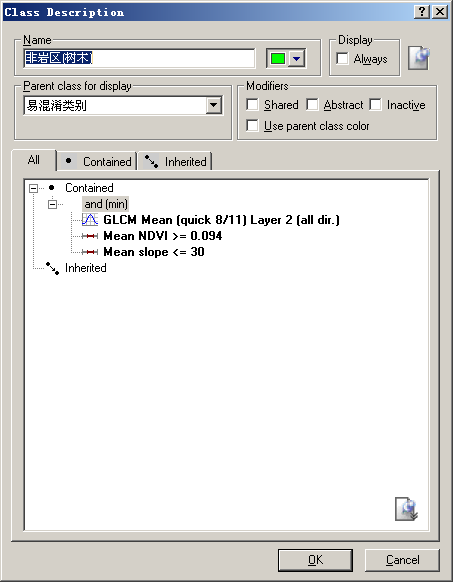 Class Description
Name
非岩区(树木)
Display
Always
Parent class for display
易混淆类别
Modifiers
Shared
Abstract
Inactive
Use parent class color
All
Contained
Inherited
Contained
and (min)
GLCM Mean (quick 8/11) Layer 2 (all dir.)
Mean NDVI >= 0.094
Mean slope <= 30
Inherited
OK
Cancel